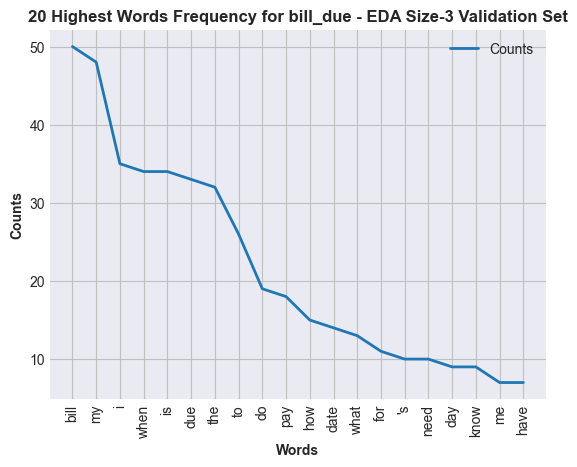 20 Highest Words Frequency for bill_due - EDA Size-3 Validation Set
Counts
50
40
30
20
10
Counts
bill
my
i
when
is
due
the
to
do
pay
how
date
what
for
's
need
day
know
me
have
Words